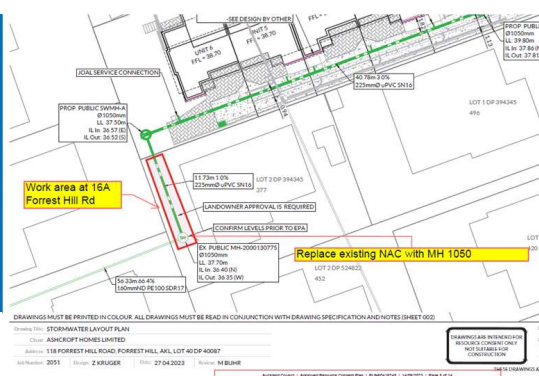 -SEE DESIGN BY OTHER
UNIT 6
FFL = 38.70
UNIT 5
FFL = 38.70
FFL
JOAL SERVICE CONNECTION
PROP PUBLIC SWMH-A
Ø1050mm
LL 37.50m
IL In 36.57 (E)
IL Out 36.52 (S)
40.78m 3.0%
225mmØ uPVC SN16
PROP PUBL
Ø1050mm
LL 39.80m
IL In 37.86 (N
IL Out 37.81
LOT 1 DP 394345
496
Work area at 16A
Forrest Hill Rd
11.73m 1.0%
225mmØ uPVC SN16
LOT 2 DP 394345
377
LANDOWNER APPROVAL IS REQUIRED
CONFIRM LEVELS PRIOR TO EPA
EX PUBLIC MH-2000130775
Ø1050mm
LL 37.70m
IL In 36.40 (N)
IL Out 36.35 (W)
Replace existing NAC with MH 1050
LOT 2 DP 524822
452
LOT
56.33m 66.4%
160mmND PE100 SDR17
DRAWINGS MUST BE PRINTED IN COLOUR. ALL DRAWINGS MUST BE READ IN CONJUNCTION WITH DRAWING SPECIFICATION AND NOTES (SHEET 002)
Drawing Title: STORMWATER LAYOUT PLAN
Client: ASHCROFT HOMES LIMITED
Address: 118 FORREST HILL ROAD, FORREST HILL, AKL, LOT 40 DP 40087
Job Number: 2051 Design: Z KRUGER Date: 27.04.2023 Review: M BUHR
DRAWINGS ARE INTENDED FOR
RESOURCE CONSENT ONLY
NOT SUITABLE FOR
CONSTRUCTION
THESE DRAWINGS A